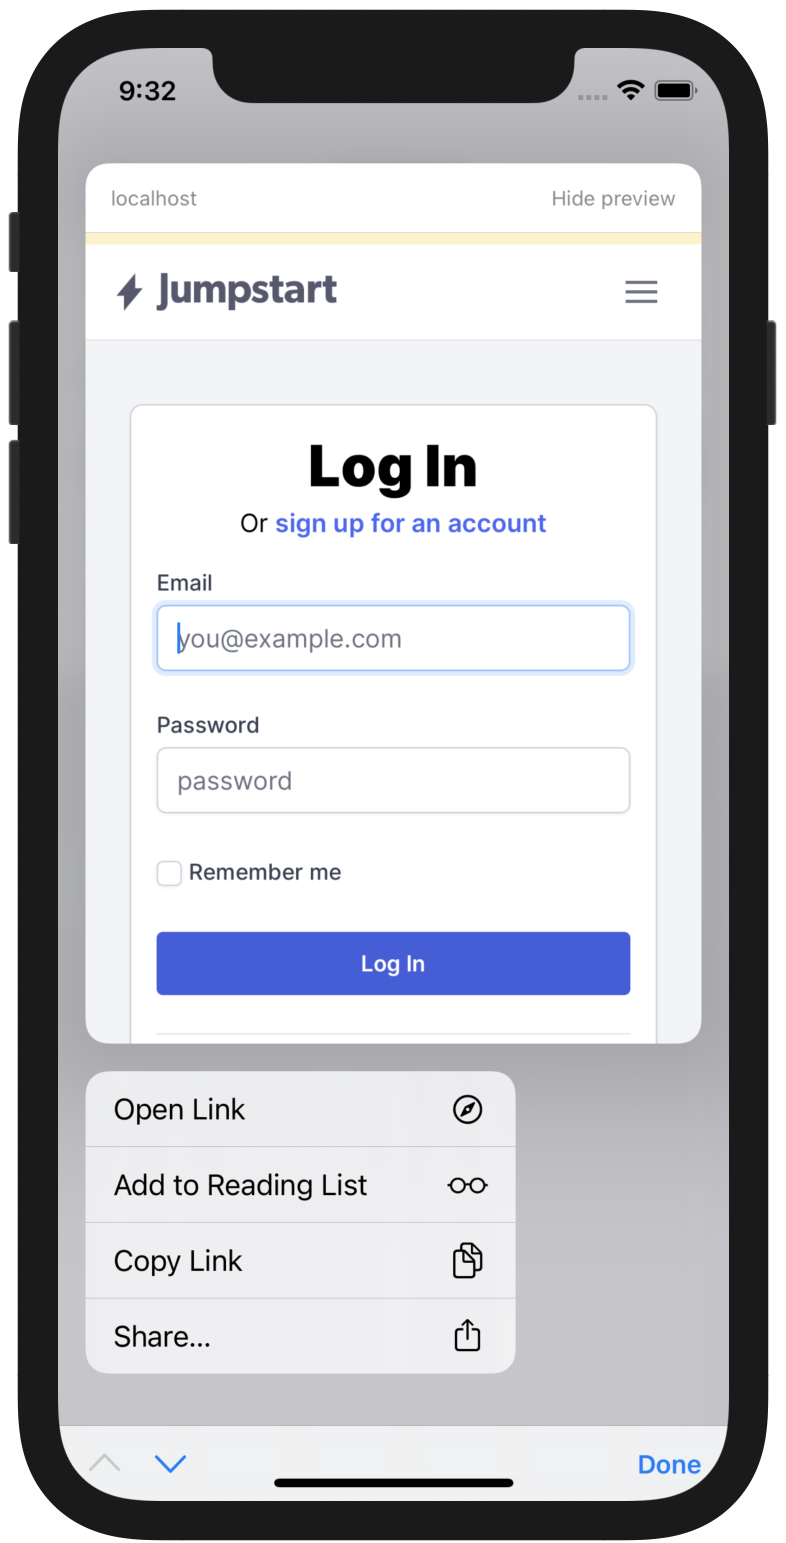 9:32
localhost
Hide preview
Jumpstart
Log In
Or sign up for an account
Email
you@example.com
Password
password
Remember me
Log In
Open Link
Add to Reading List
Copy Link
Share...
Done